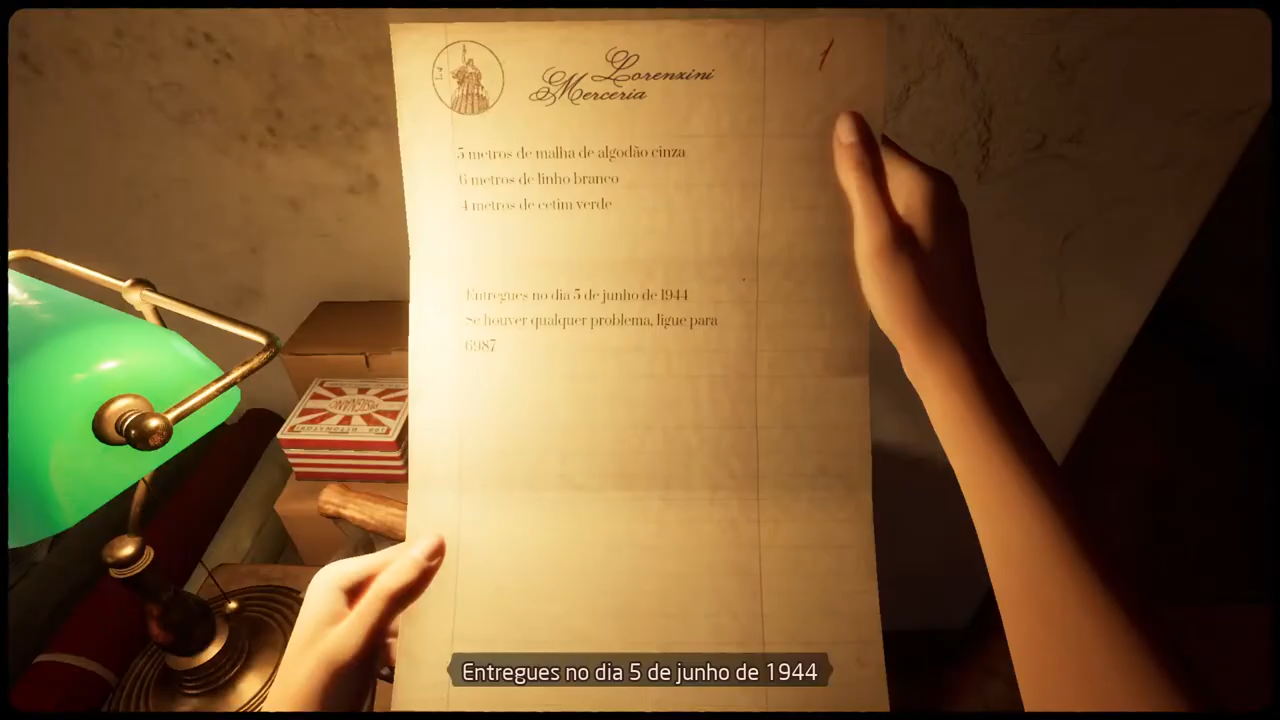 Lorenzini
Merceria
1
5 metros de malha de algodão cinza
6 metros de linho branco
4 metros de cetim verde
Entregues no dia 5 de junho de 1944
Se houver qualquer problema, ligue para
6987
Entregues no dia 5 de junho de 1944